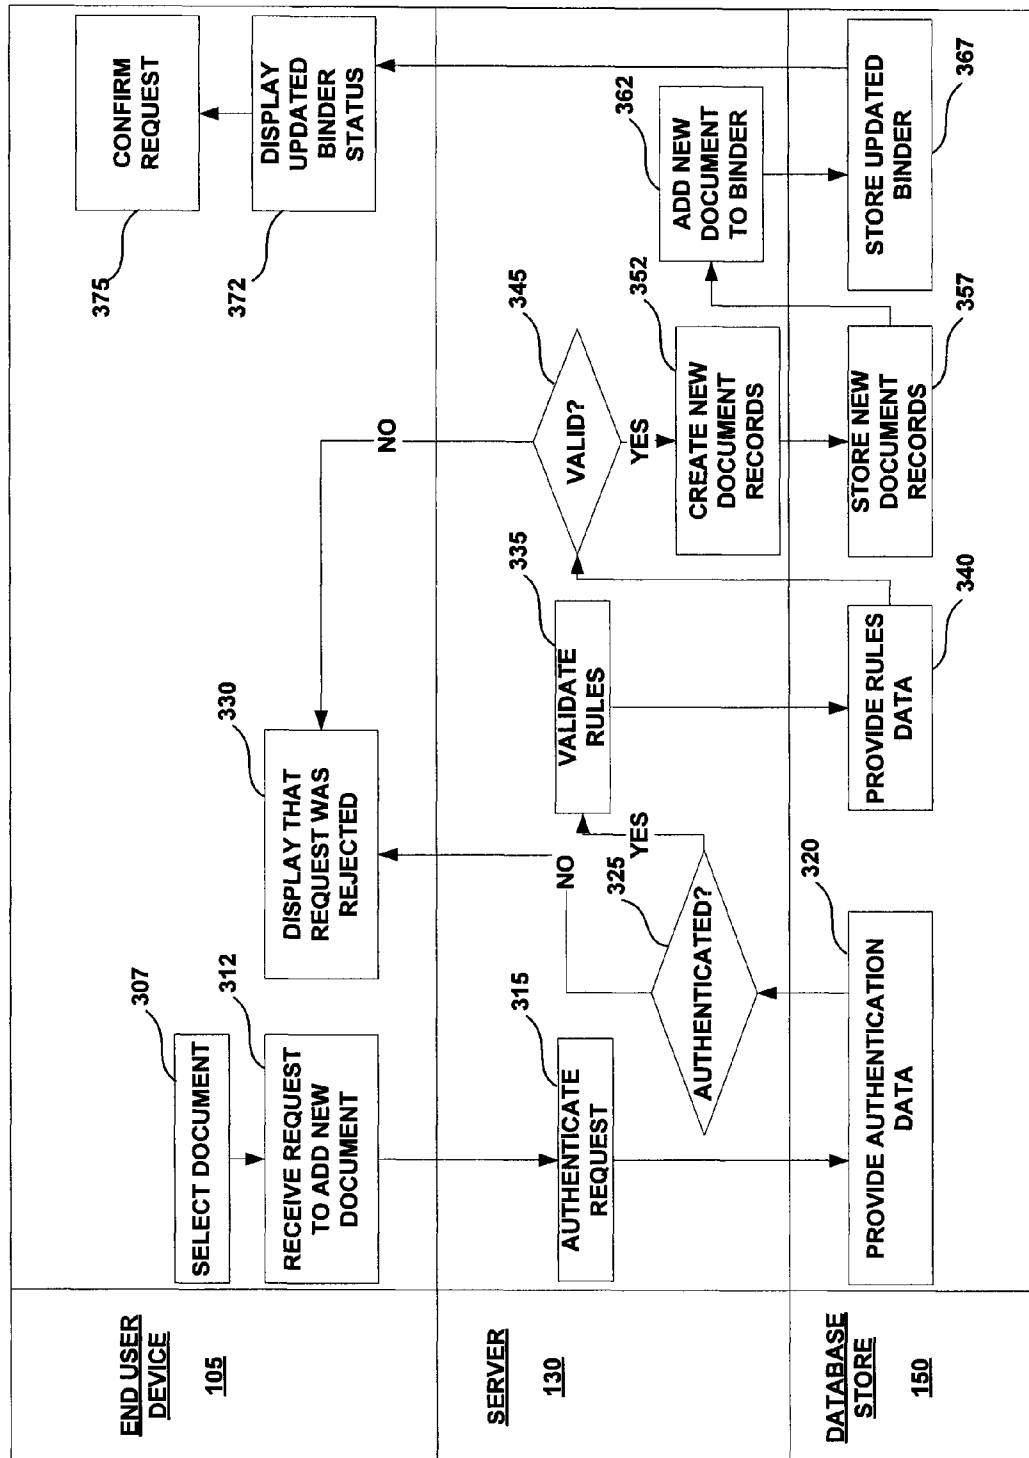 END USER
DEVICE
105
SELECT DOCUMENT
307
RECEIVE REQUEST
TO ADD NEW
DOCUMENT
312
DISPLAY THAT
REQUEST WAS
REJECTED
330
NO
CONFIRM
REQUEST
375
DISPLAY
UPDATED
BINDER
STATUS
372
SERVER
130
AUTHENTICATE
REQUEST
315
AUTHENTICATED?
325
NO
YES
VALIDATE
RULES
335
VALID?
345
YES
CREATE NEW
DOCUMENT
RECORDS
352
ADD NEW
DOCUMENT
TO BINDER
362
DATABASE
STORE
150
PROVIDE AUTHENTICATION
DATA
320
PROVIDE RULES
DATA
340
STORE NEW
DOCUMENT
RECORDS
357
STORE UPDATED
BINDER
367